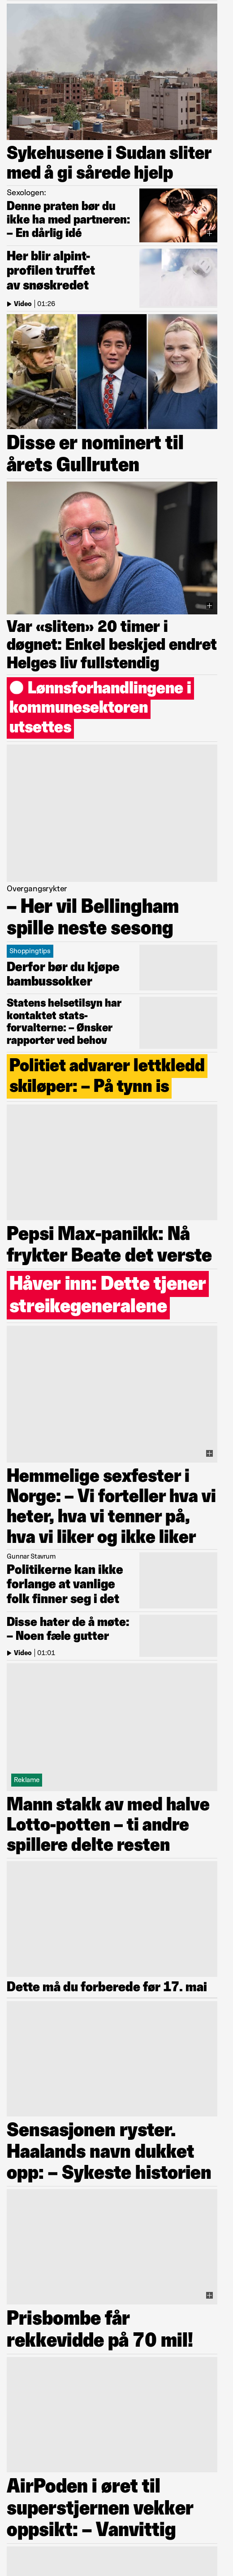 Sykehusene i Sudan sliter
med å gi sårede hjelp
Sexologen:
Denne praten bør du
ikke ha med partneren:
– En dårlig idé
Her blir alpint-
profilen truffet
av snøskredet
Video | 01:26
Disse er nominert til
årets Gullruten
Var «sliten» 20 timer i
døgnet: Enkel beskjed endret
Helges liv fullstendig
Lønnsforhandlingene i
kommunesektoren
utsettes
Overgangsrykter
– Her vil Bellingham
spille neste sesong
Shoppingtips
Derfor bør du kjøpe
bambussokker
Statens helsetilsyn har
kontaktet stats-
forvalterne: – Ønsker
rapporter ved behov
Politiet advarer lettkledd
skiløper: – På tynn is
Pepsi Max-panikk: Nå
frykter Beate det verste
Håver inn: Dette tjener
streikegeneralene
Hemmelige sexfester i
Norge: – Vi forteller hva vi
heter, hva vi tenner på,
hva vi liker og ikke liker
Gunnar Stavrum
Politikerne kan ikke
forlange at vanlige
folk finner seg i det
Disse hater de å møte:
– Noen fæle gutter
Video | 01:01
Reklame
Mann stakk av med halve
Lotto-potten – ti andre
spillere delte resten
Dette må du forberede før 17. mai
Sensasjonen ryster.
Haalands navn dukket
opp: – Sykeste historien
Prisbombe får
rekkevidde på 70 mil!
AirPoden i øret til
superstjernen vekker
oppsikt: – Vanvittig